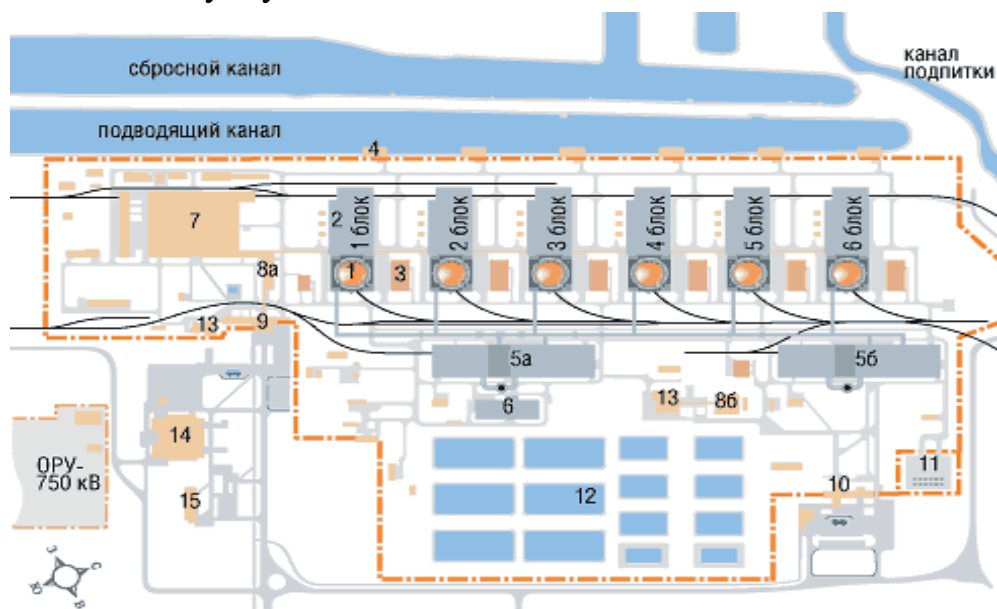 сбросной канал
канал
подпитки
подводящий канал
4
2
1 блок
2 блок
3 блок
4 блок
5 блок
6 блок
7
8а
1
3
13
9
5а
5б
6
13
8б
14
ОРУ-
750 кВ
11
10
12
15
З
С
Ю
В